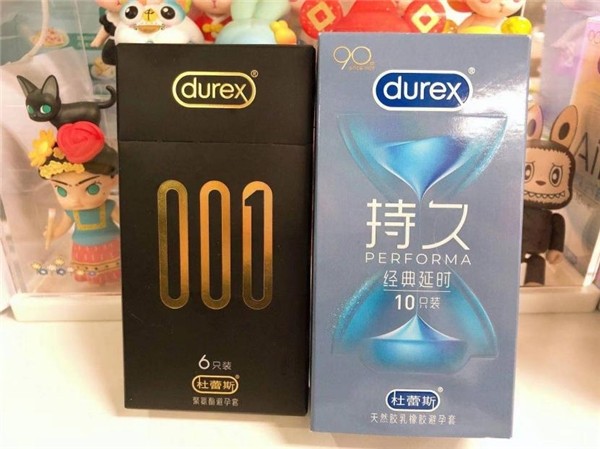 durex
001
6只装
杜蕾斯
聚氨酯避孕套
90
durex
持久
PERFORMA
经典延时
10只装
杜蕾斯
天然胶乳橡胶避孕套